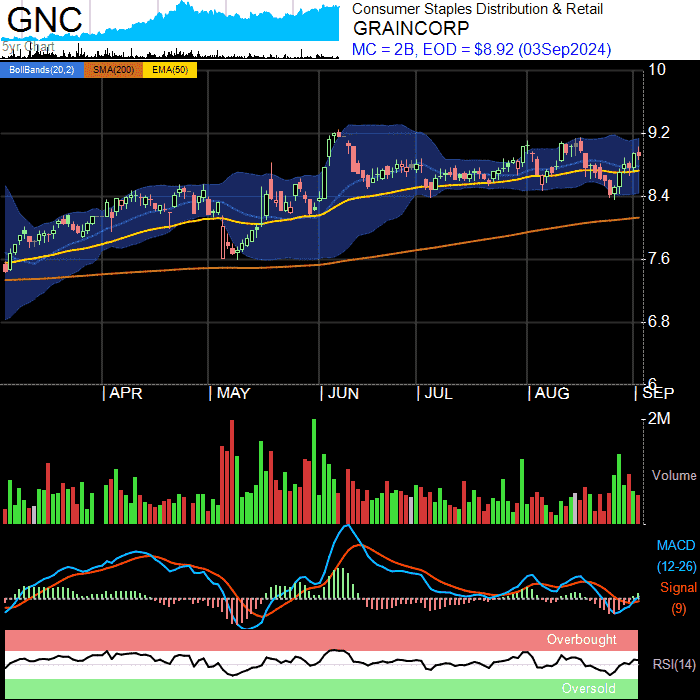 GNC
5yr Chart
Consumer Staples Distribution & Retail
GRAINCORP
MC = 2B, EOD = $8.92 (03Sep2024)
BollBands(20,2) SMA(200) EMA(50)
10
9.2
8.4
7.6
6.8
6
APR MAY JUN JUL AUG SEP
2M
Volume
MACD
(12-26)
Signal
(9)
Overbought
RSI(14)
Oversold